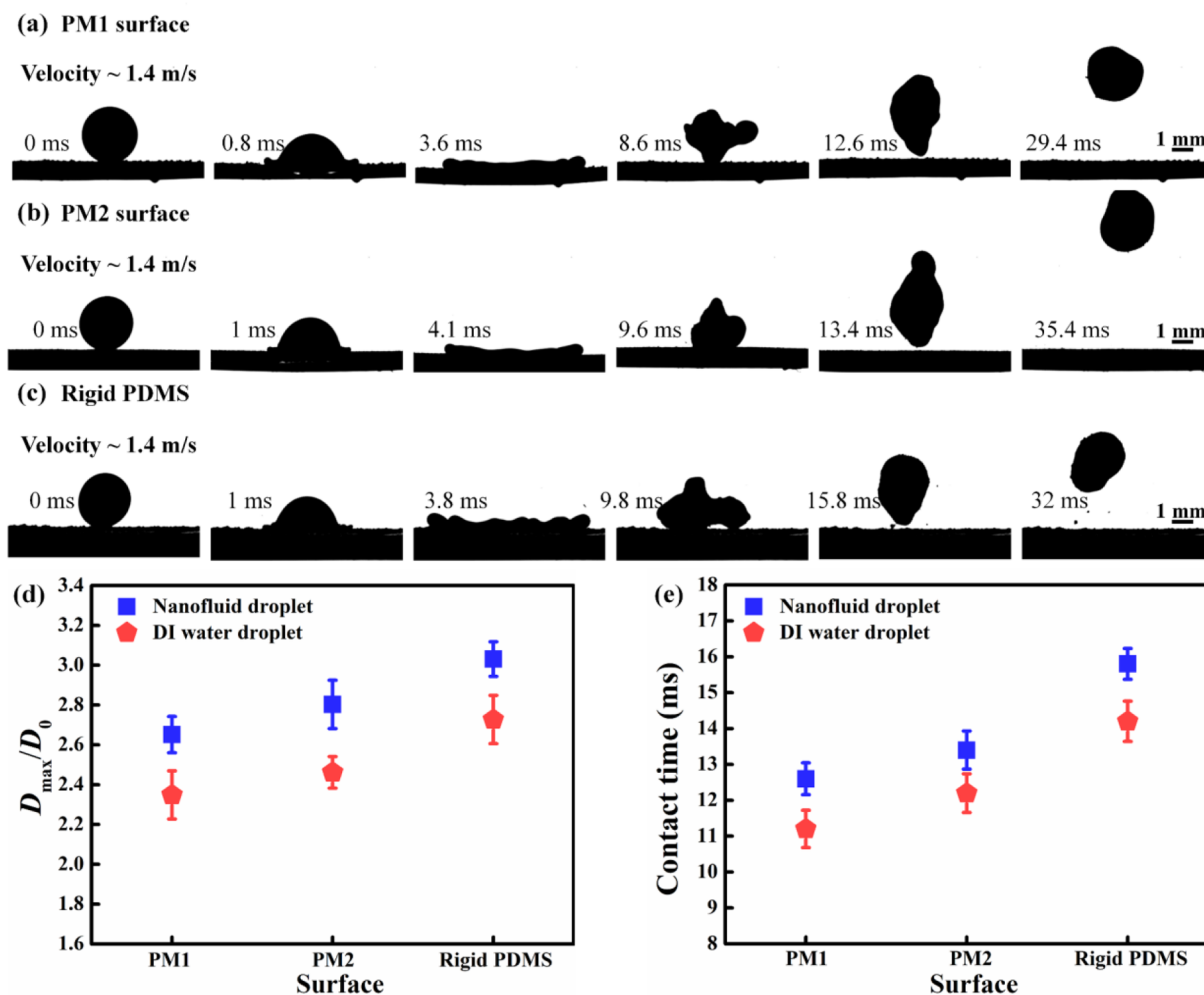 (a) PM1 surface
Velocity ~ 1.4 m/s
0 ms 0.8 ms 3.6 ms 8.6 ms 12.6 ms 29.4 ms 1 mm
(b) PM2 surface
Velocity ~ 1.4 m/s
0 ms 1 ms 4.1 ms 9.6 ms 13.4 ms 35.4 ms 1 mm
(c) Rigid PDMS
Velocity ~ 1.4 m/s
0 ms 1 ms 3.8 ms 9.8 ms 15.8 ms 32 ms 1 mm
(d)
Nanofluid droplet
DI water droplet
3.4
3.2
3.0
2.8
2.6
2.4
2.2
2.0
1.8
1.6
Dmax/D0
PM1 PM2 Rigid PDMS
Surface
(e)
Nanofluid droplet
DI water droplet
18
17
16
15
14
13
12
11
10
9
8
Contact time (ms)
PM1 PM2 Rigid PDMS
Surface